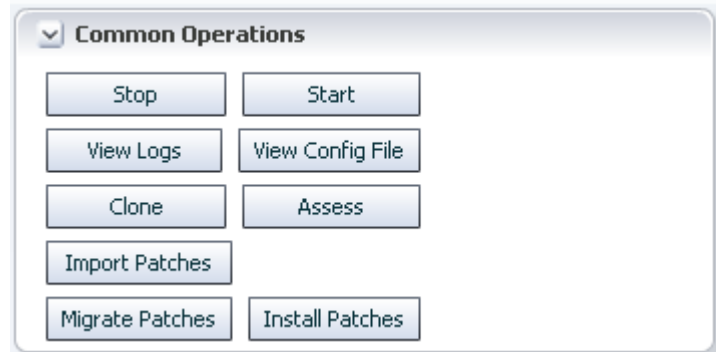 Common Operations
Stop Start
View Logs View Config File
Clone Assess
Import Patches
Migrate Patches Install Patches